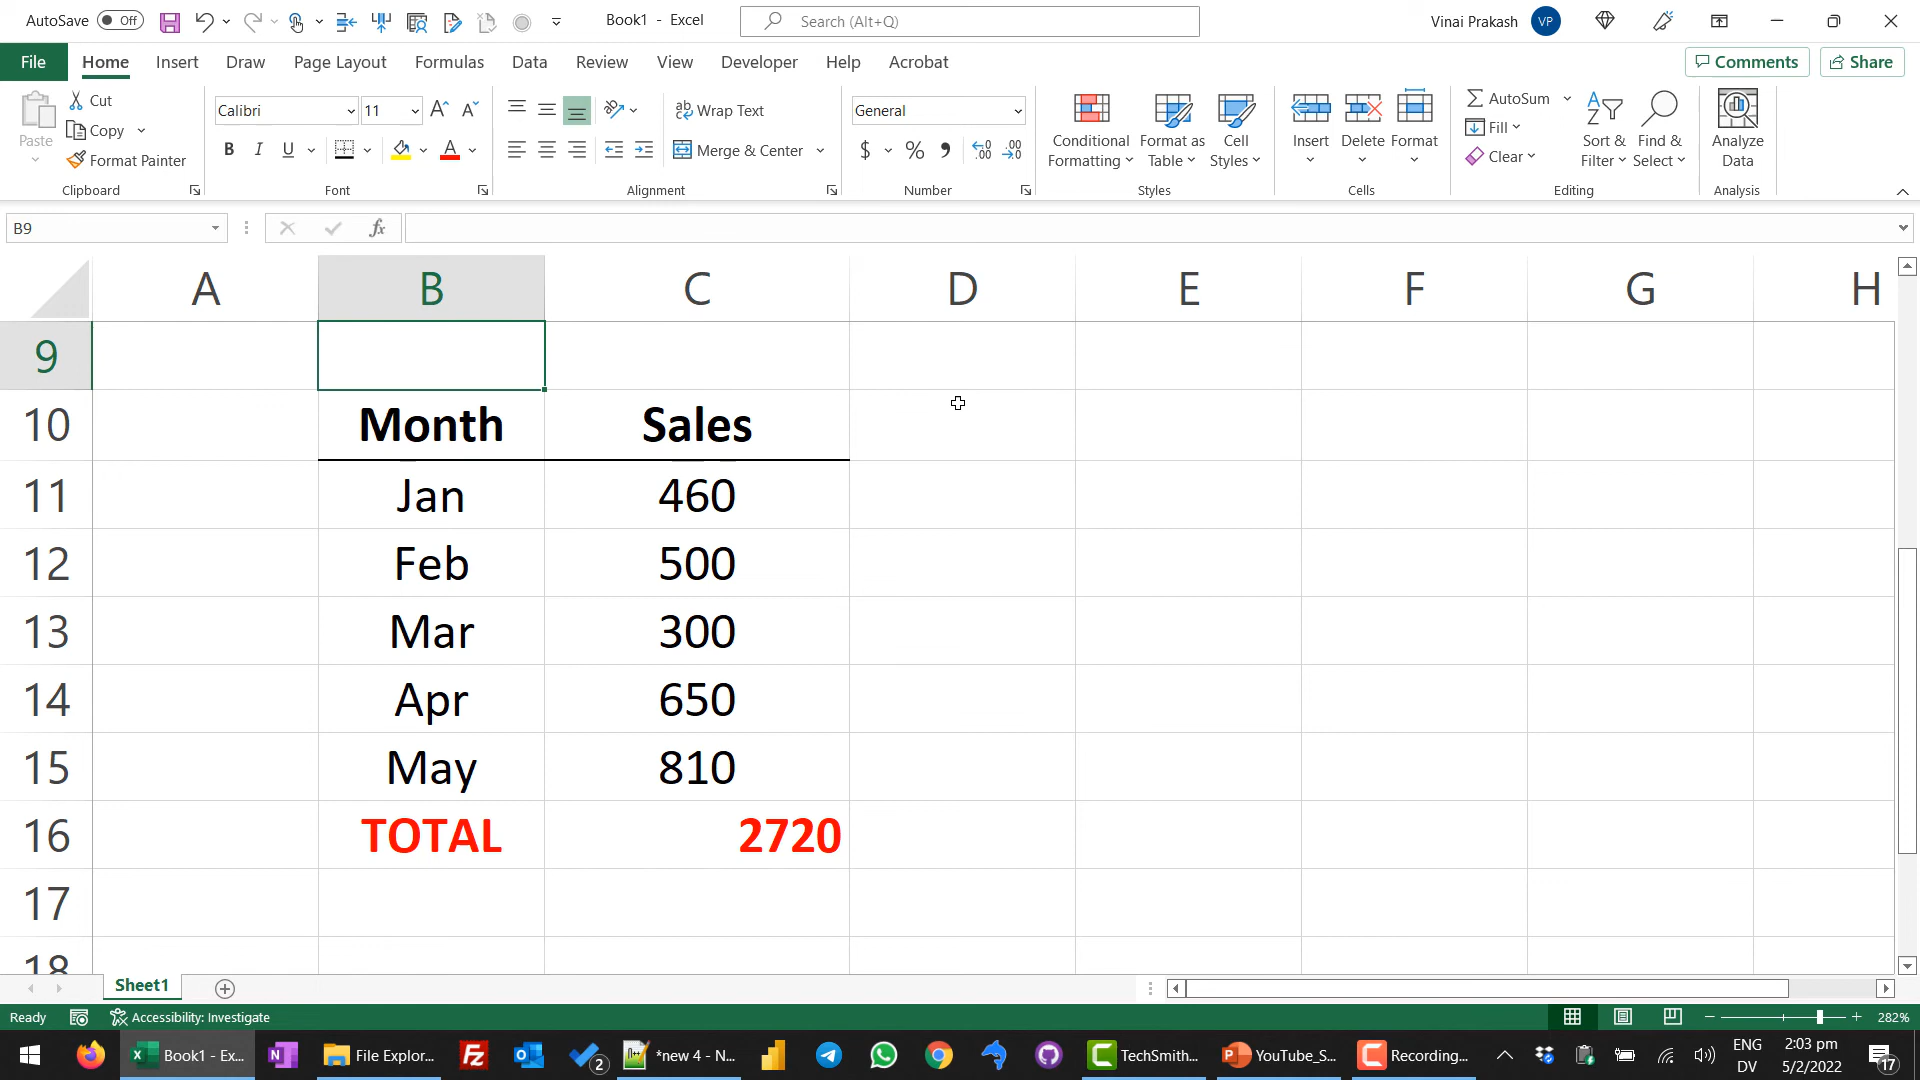 AutoSave Off Book1 - Excel Search (Alt+Q) Vinai Prakash VP
File Home Insert Draw Page Layout Formulas Data Review View Developer Help Acrobat Comments Share
Paste Cut Copy Format Painter Clipboard
Calibri 11 B I U A Font
Wrap Text Merge & Center Alignment
General $ % Number
Conditional Formatting Format as Table Cell Styles Styles
Insert Delete Format Cells
AutoSum Fill Clear Sort & Filter Find & Select Editing
Analyze Data Analysis
B9 fx
A B C D E F G H
9
10 Month Sales
11 Jan 460
12 Feb 500
13 Mar 300
14 Apr 650
15 May 810
16 TOTAL 2720
17
18
Sheet1
Ready Accessibility: Investigate 282%
Book1 - Ex... File Explor... 2 *new 4 - N... TechSmith... YouTube_S... Recording... ENG DV 2:03 pm 5/2/2022 17